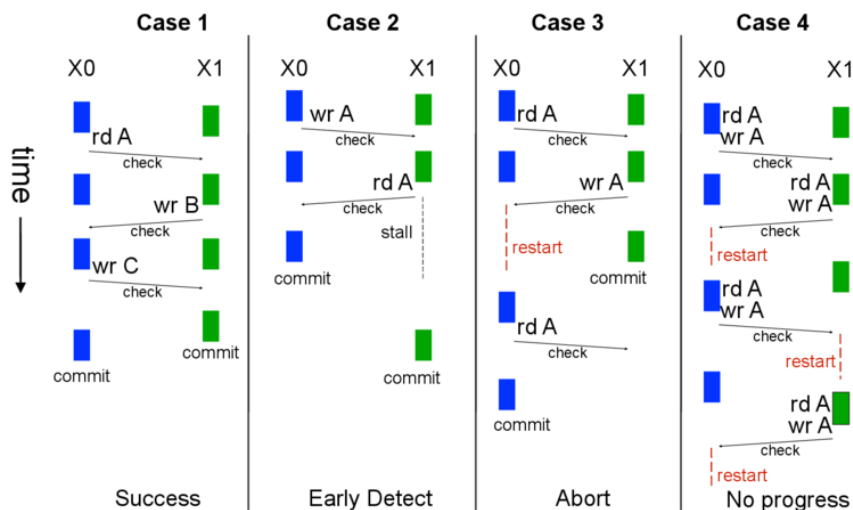 Case 1
Case 2
Case 3
Case 4
time
X0
X1
rd A
check
wr B
check
wr C
check
commit
commit
Success
X0
X1
wr A
check
rd A
check
stall
commit
commit
Early Detect
X0
X1
rd A
check
wr A
check
restart
commit
rd A
check
commit
Abort
X0
X1
rd A
wr A
check
rd A
wr A
check
restart
rd A
wr A
check
restart
rd A
wr A
check
restart
No progress